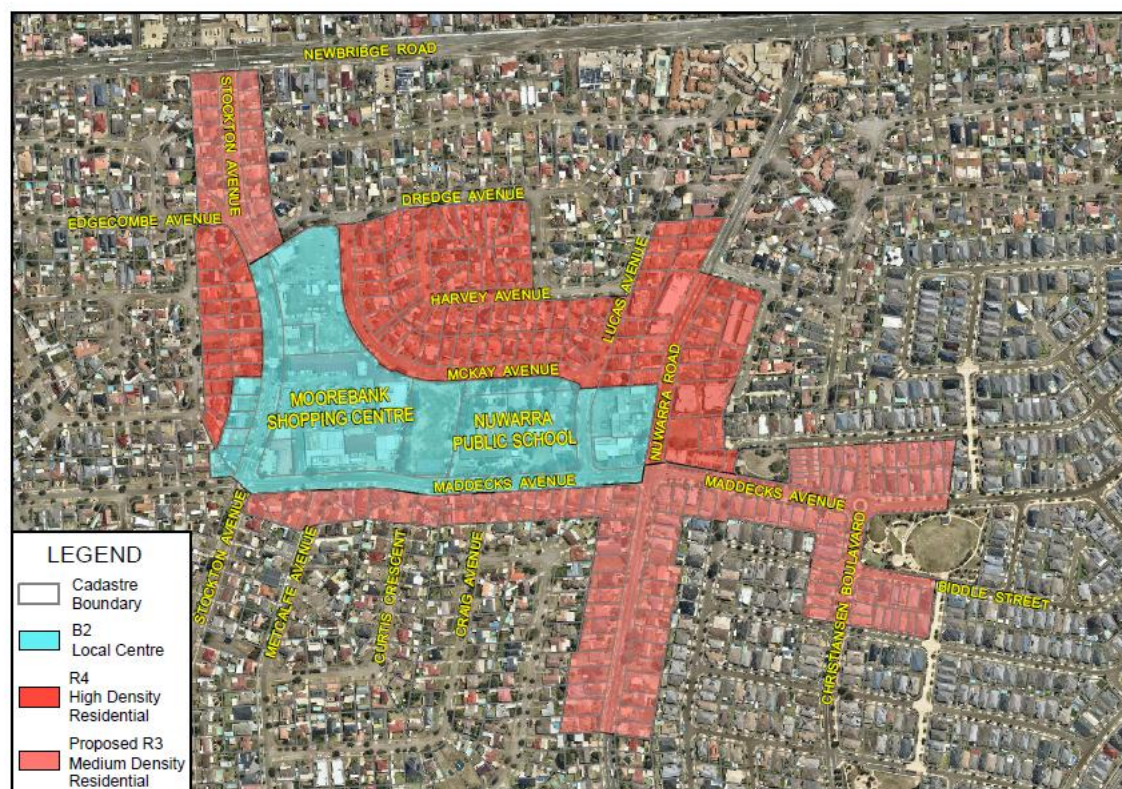 NEWBRIDGE ROAD
STOCKTON AVENUE
EDGECOMBE AVENUE
DREDGE AVENUE
HARVEY AVENUE
LUCAS AVENUE
MCKAY AVENUE
NUWARRA ROAD
MOOREBANK
SHOPPING CENTRE
NUWARRA
PUBLIC SCHOOL
MADDECKS AVENUE
MADDECKS AVENUE
STOCKTON AVENUE
METCALFE AVENUE
CURTIS CRESCENT
CRAIG AVENUE
CHRISTIANSEN BOULAVARD
BIDDLE STREET
LEGEND
Cadastre
Boundary
B2
Local Centre
R4
High Density
Residential
Proposed R3
Medium Density
Residential